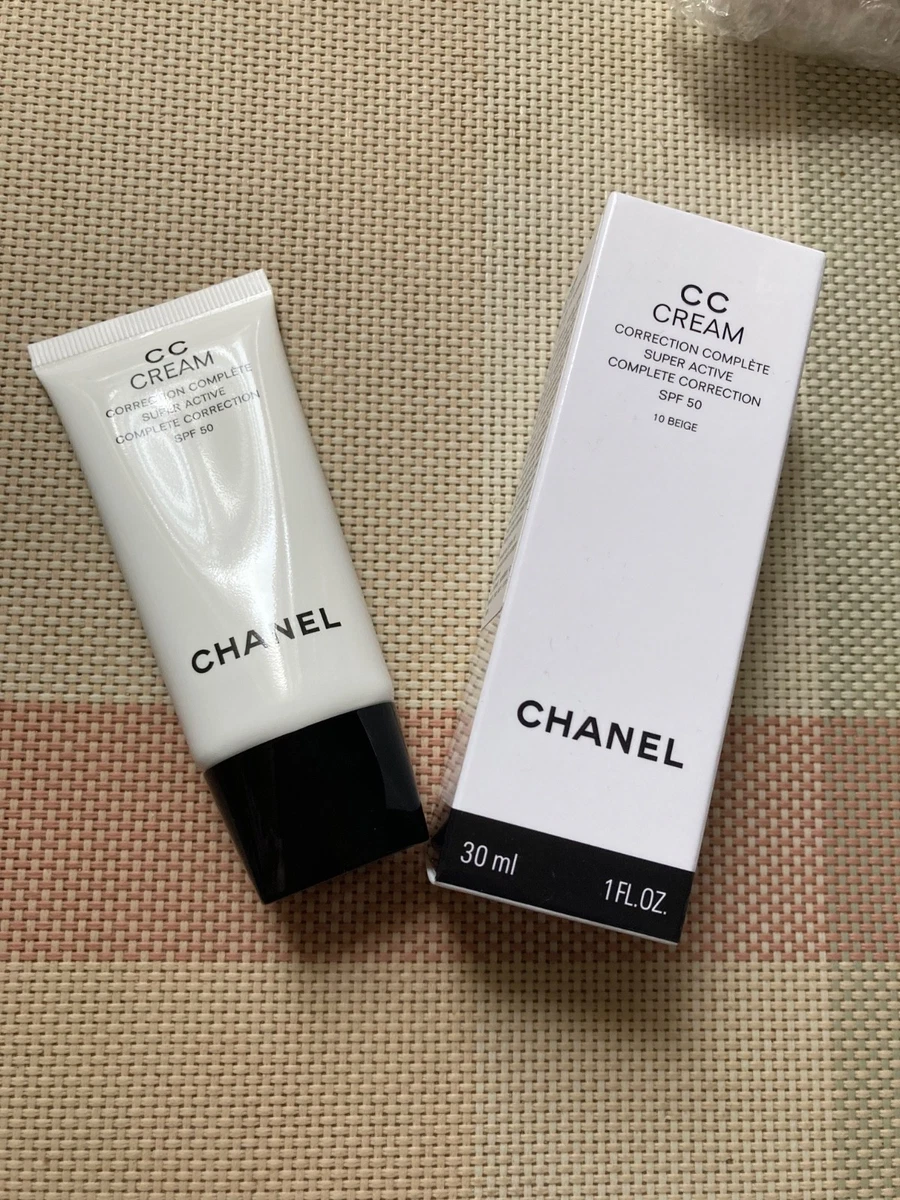 CC
CREAM
CORRECTION COMPLÈTE
SUPER ACTIVE
COMPLETE CORRECTION
SPF 50
CHANEL
CC
CREAM
CORRECTION COMPLÈTE
SUPER ACTIVE
COMPLETE CORRECTION
SPF 50
10 BEIGE
CHANEL
30 ml
1 FL.OZ.